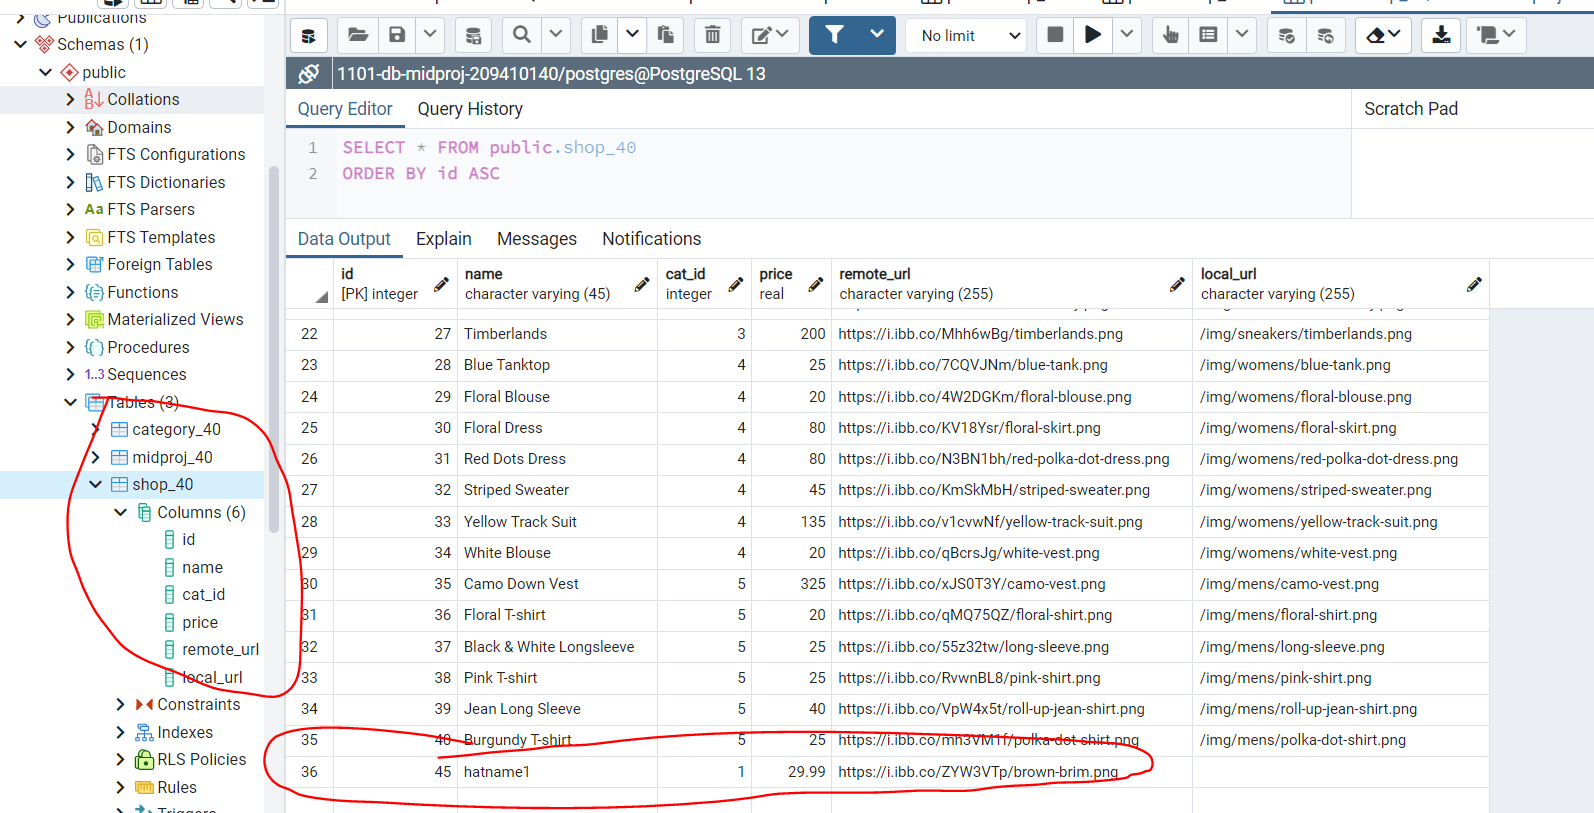 Publications
Schemas (1)
public
Collations
Domains
FTS Configurations
FTS Dictionaries
Aa FTS Parsers
FTS Templates
Foreign Tables
Functions
Materialized Views
Procedures
1..3 Sequences
Tables (3)
category_40
midproj_40
shop_40
Columns (6)
id
name
cat_id
price
remote_url
local_url
Constraints
Indexes
RLS Policies
Rules
Triggers
No limit
1101-db-midproj-209410140/postgres@PostgreSQL 13
Query Editor Query History Scratch Pad
1 SELECT * FROM public.shop_40
2 ORDER BY id ASC
Data Output Explain Messages Notifications
id name cat_id price remote_url local_url
[PK] integer character varying (45) integer real character varying (255) character varying (255)
22 27 Timberlands 3 200 https://i.ibb.co/Mhh6wBg/timberlands.png /img/sneakers/timberlands.png
23 28 Blue Tanktop 4 25 https://i.ibb.co/7CQVJNm/blue-tank.png /img/womens/blue-tank.png
24 29 Floral Blouse 4 20 https://i.ibb.co/4W2DGKm/floral-blouse.png /img/womens/floral-blouse.png
25 30 Floral Dress 4 80 https://i.ibb.co/KV18Ysr/floral-skirt.png /img/womens/floral-skirt.png
26 31 Red Dots Dress 4 80 https://i.ibb.co/N3BN1bh/red-polka-dot-dress.png /img/womens/red-polka-dot-dress.png
27 32 Striped Sweater 4 45 https://i.ibb.co/KmSkMbH/striped-sweater.png /img/womens/striped-sweater.png
28 33 Yellow Track Suit 4 135 https://i.ibb.co/v1cvwNf/yellow-track-suit.png /img/womens/yellow-track-suit.png
29 34 White Blouse 4 20 https://i.ibb.co/qBcrsJg/white-vest.png /img/womens/white-vest.png
30 35 Camo Down Vest 5 325 https://i.ibb.co/xJS0T3Y/camo-vest.png /img/mens/camo-vest.png
31 36 Floral T-shirt 5 20 https://i.ibb.co/qMQ75QZ/floral-shirt.png /img/mens/floral-shirt.png
32 37 Black & White Longsleeve 5 25 https://i.ibb.co/55z32tw/long-sleeve.png /img/mens/long-sleeve.png
33 38 Pink T-shirt 5 25 https://i.ibb.co/RvwnBL8/pink-shirt.png /img/mens/pink-shirt.png
34 39 Jean Long Sleeve 5 40 https://i.ibb.co/VpW4x5t/roll-up-jean-shirt.png /img/mens/roll-up-jean-shirt.png
35 40 Burgundy T-shirt 5 25 https://i.ibb.co/mh3VM1f/polka-dot-shirt.png /img/mens/polka-dot-shirt.png
36 45 hatname1 1 29.99 https://i.ibb.co/ZYW3VTp/brown-brim.png